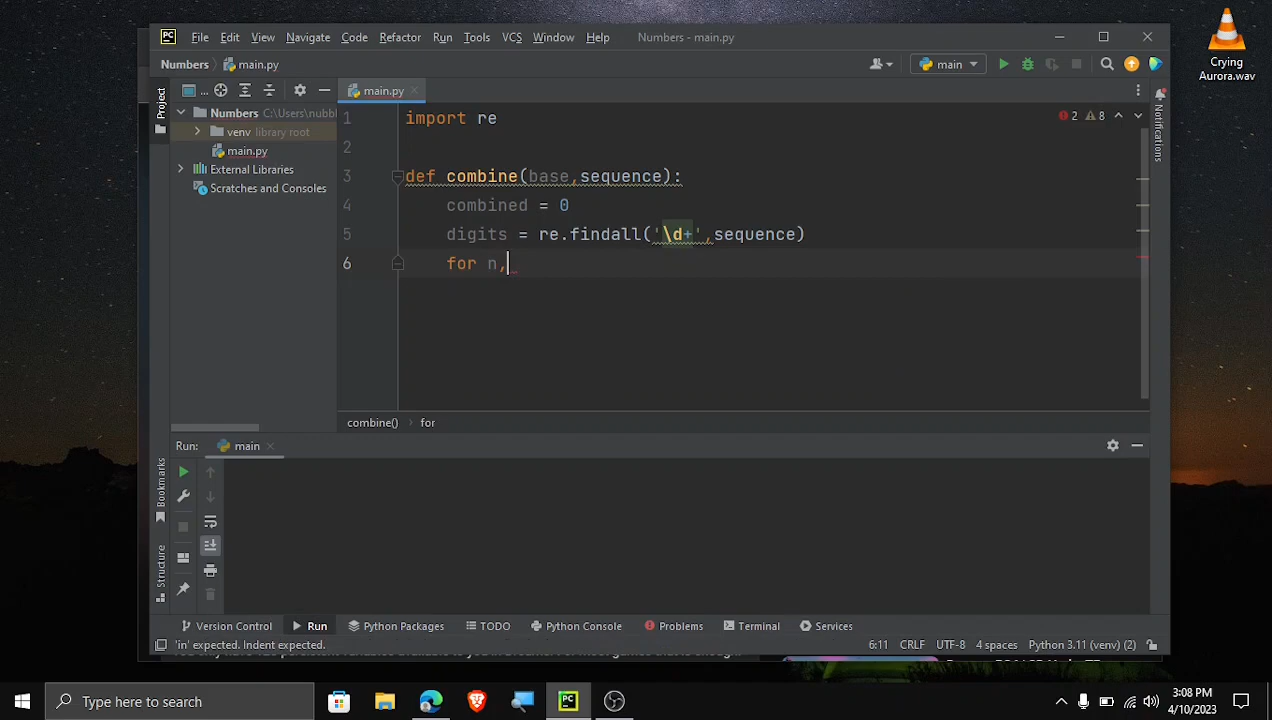 Crying
Aurora.wav
PC
File Edit View Navigate Code Refactor Run Tools VCS Window Help Numbers - main.py
Numbers main.py main
Project
...
main.py
Numbers C:\Users\nubbl
venv library root
main.py
External Libraries
Scratches and Consoles
2 8
Notifications
1 import re
2
3 def combine(base,sequence):
4 combined = 0
5 digits = re.findall('\d+',sequence)
6 for n,
combine() for
Run: main
Bookmarks
Structure
Version Control Run Python Packages TODO Python Console Problems Terminal Services
'in' expected. Indent expected. 6:11 CRLF UTF-8 4 spaces Python 3.11 (venv) (2)
Type here to search
PC
3:08 PM
4/10/2023